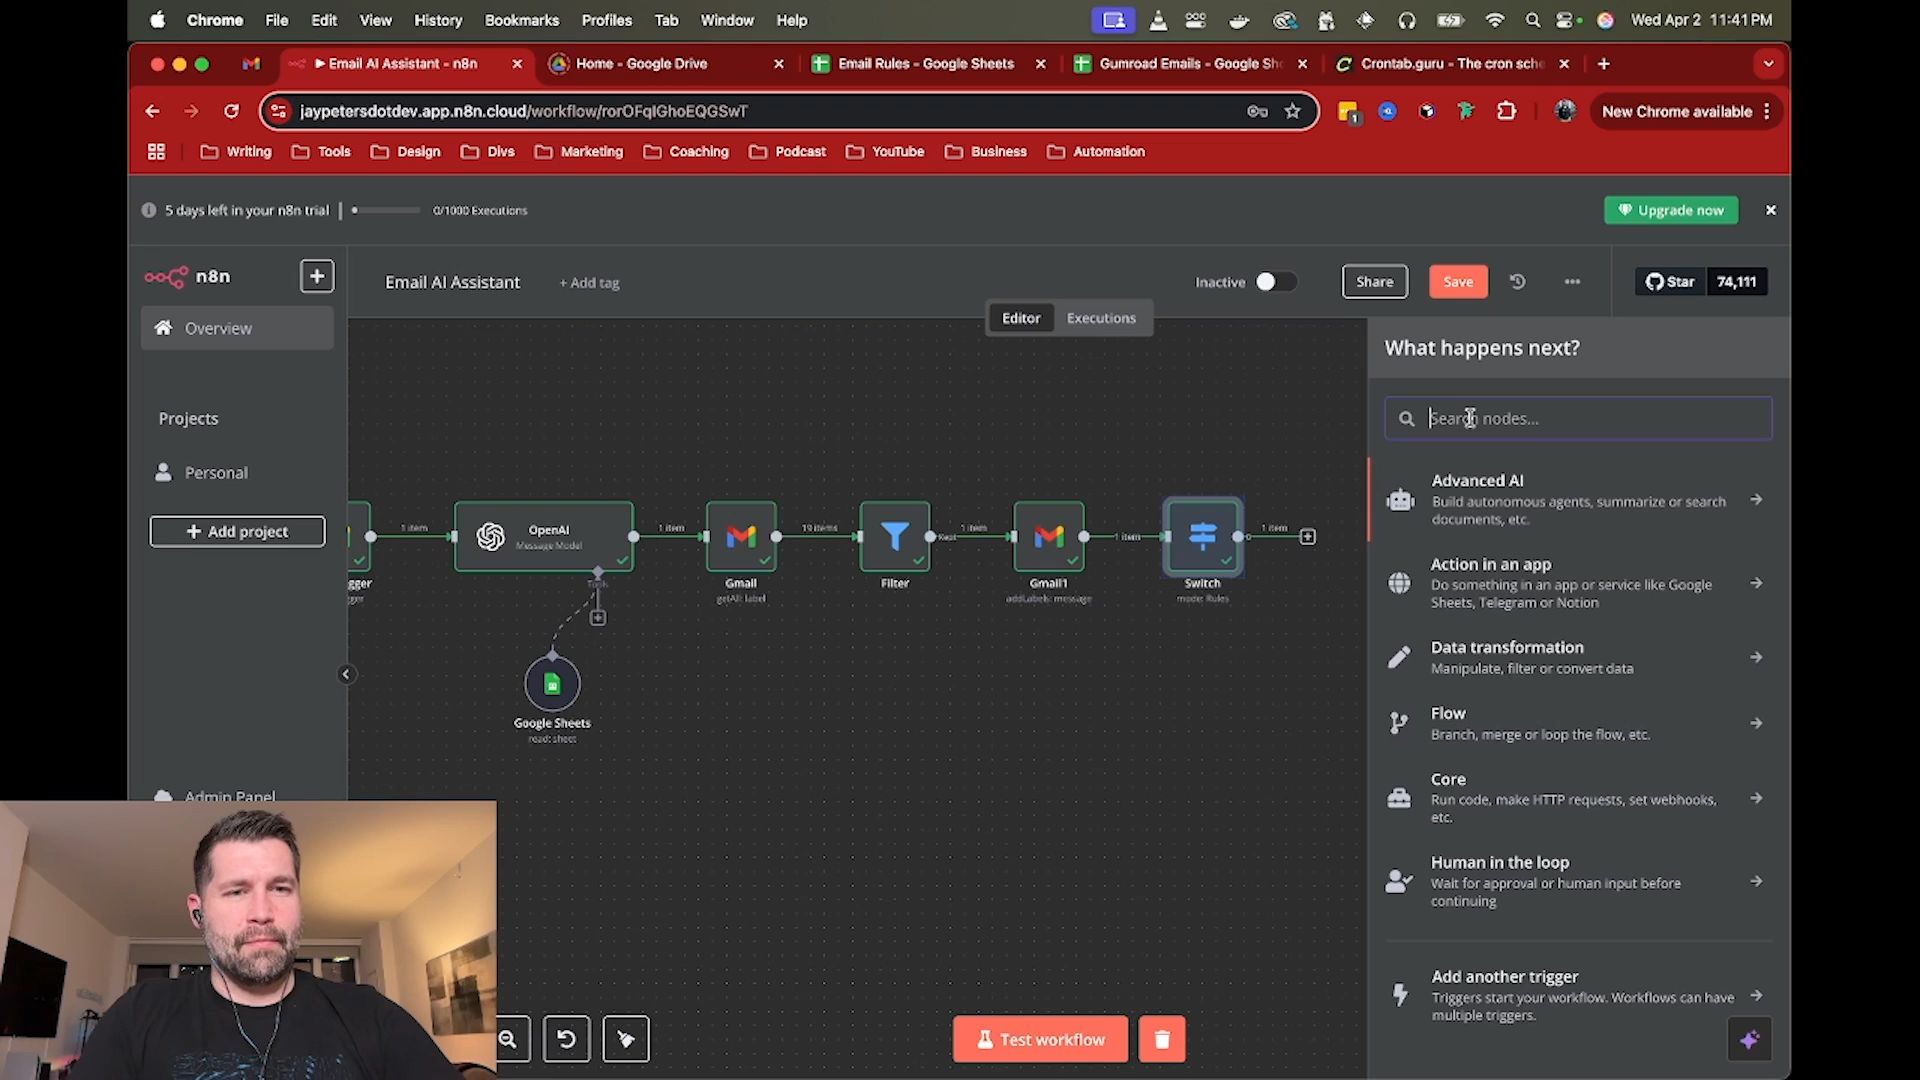 Chrome File Edit View History Bookmarks Profiles Tab Window Help Wed Apr 2 11:41 PM
Email AI Assistant - n8n Home - Google Drive Email Rules - Google Sheets Gumroad Emails - Google Sh Crontab.guru - The cron sche
jaypetersdotdev.app.n8n.cloud/workflow/rorOFqIGhoEQGSwT 1 New Chrome available
Writing Tools Design Divs Marketing Coaching Podcast YouTube Business Automation
5 days left in your n8n trial 0/1000 Executions Upgrade now
n8n
Email AI Assistant + Add tag Inactive Share Save Star 74,111
Overview
Editor Executions
What happens next?
Search nodes...
Projects
Personal
+ Add project
Advanced AI
Build autonomous agents, summarize or search
documents, etc.
Action in an app
Do something in an app or service like Google
Sheets, Telegram or Notion
Data transformation
Manipulate, filter or convert data
Flow
Branch, merge or loop the flow, etc.
Core
Run code, make HTTP requests, set webhooks,
etc.
Human in the loop
Wait for approval or human input before
continuing
Add another trigger
Triggers start your workflow. Workflows can have
multiple triggers.
1 item 1 item 19 items 1 item 1 item 1 item
Kept 0
OpenAI
Message Model
Tools
gger
gger
Gmail
getAll: label
Filter
Gmail1
addLabels: message
Switch
mode: Rules
Google Sheets
read: sheet
Admin Panel
Test workflow